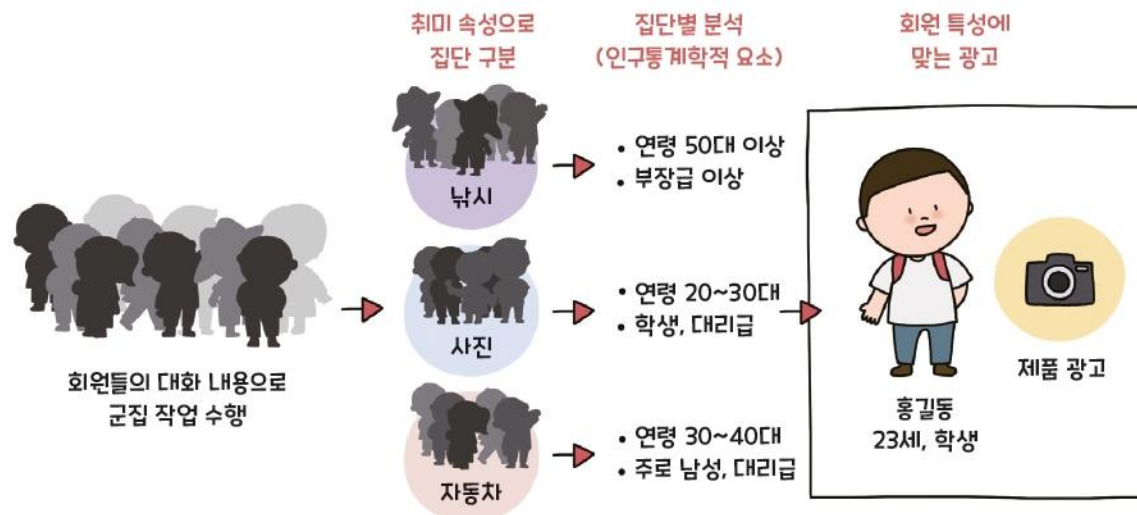 취미 속성으로
집단 구분
집단별 분석
(인구통계학적 요소)
회원 특성에
맞는 광고
회원들의 대화 내용으로
군집 작업 수행
낚시
• 연령 50대 이상
• 부장급 이상
사진
• 연령 20~30대
• 학생, 대리급
자동차
• 연령 30~40대
• 주로 남성, 대리급
홍길동
23세, 학생
제품 광고